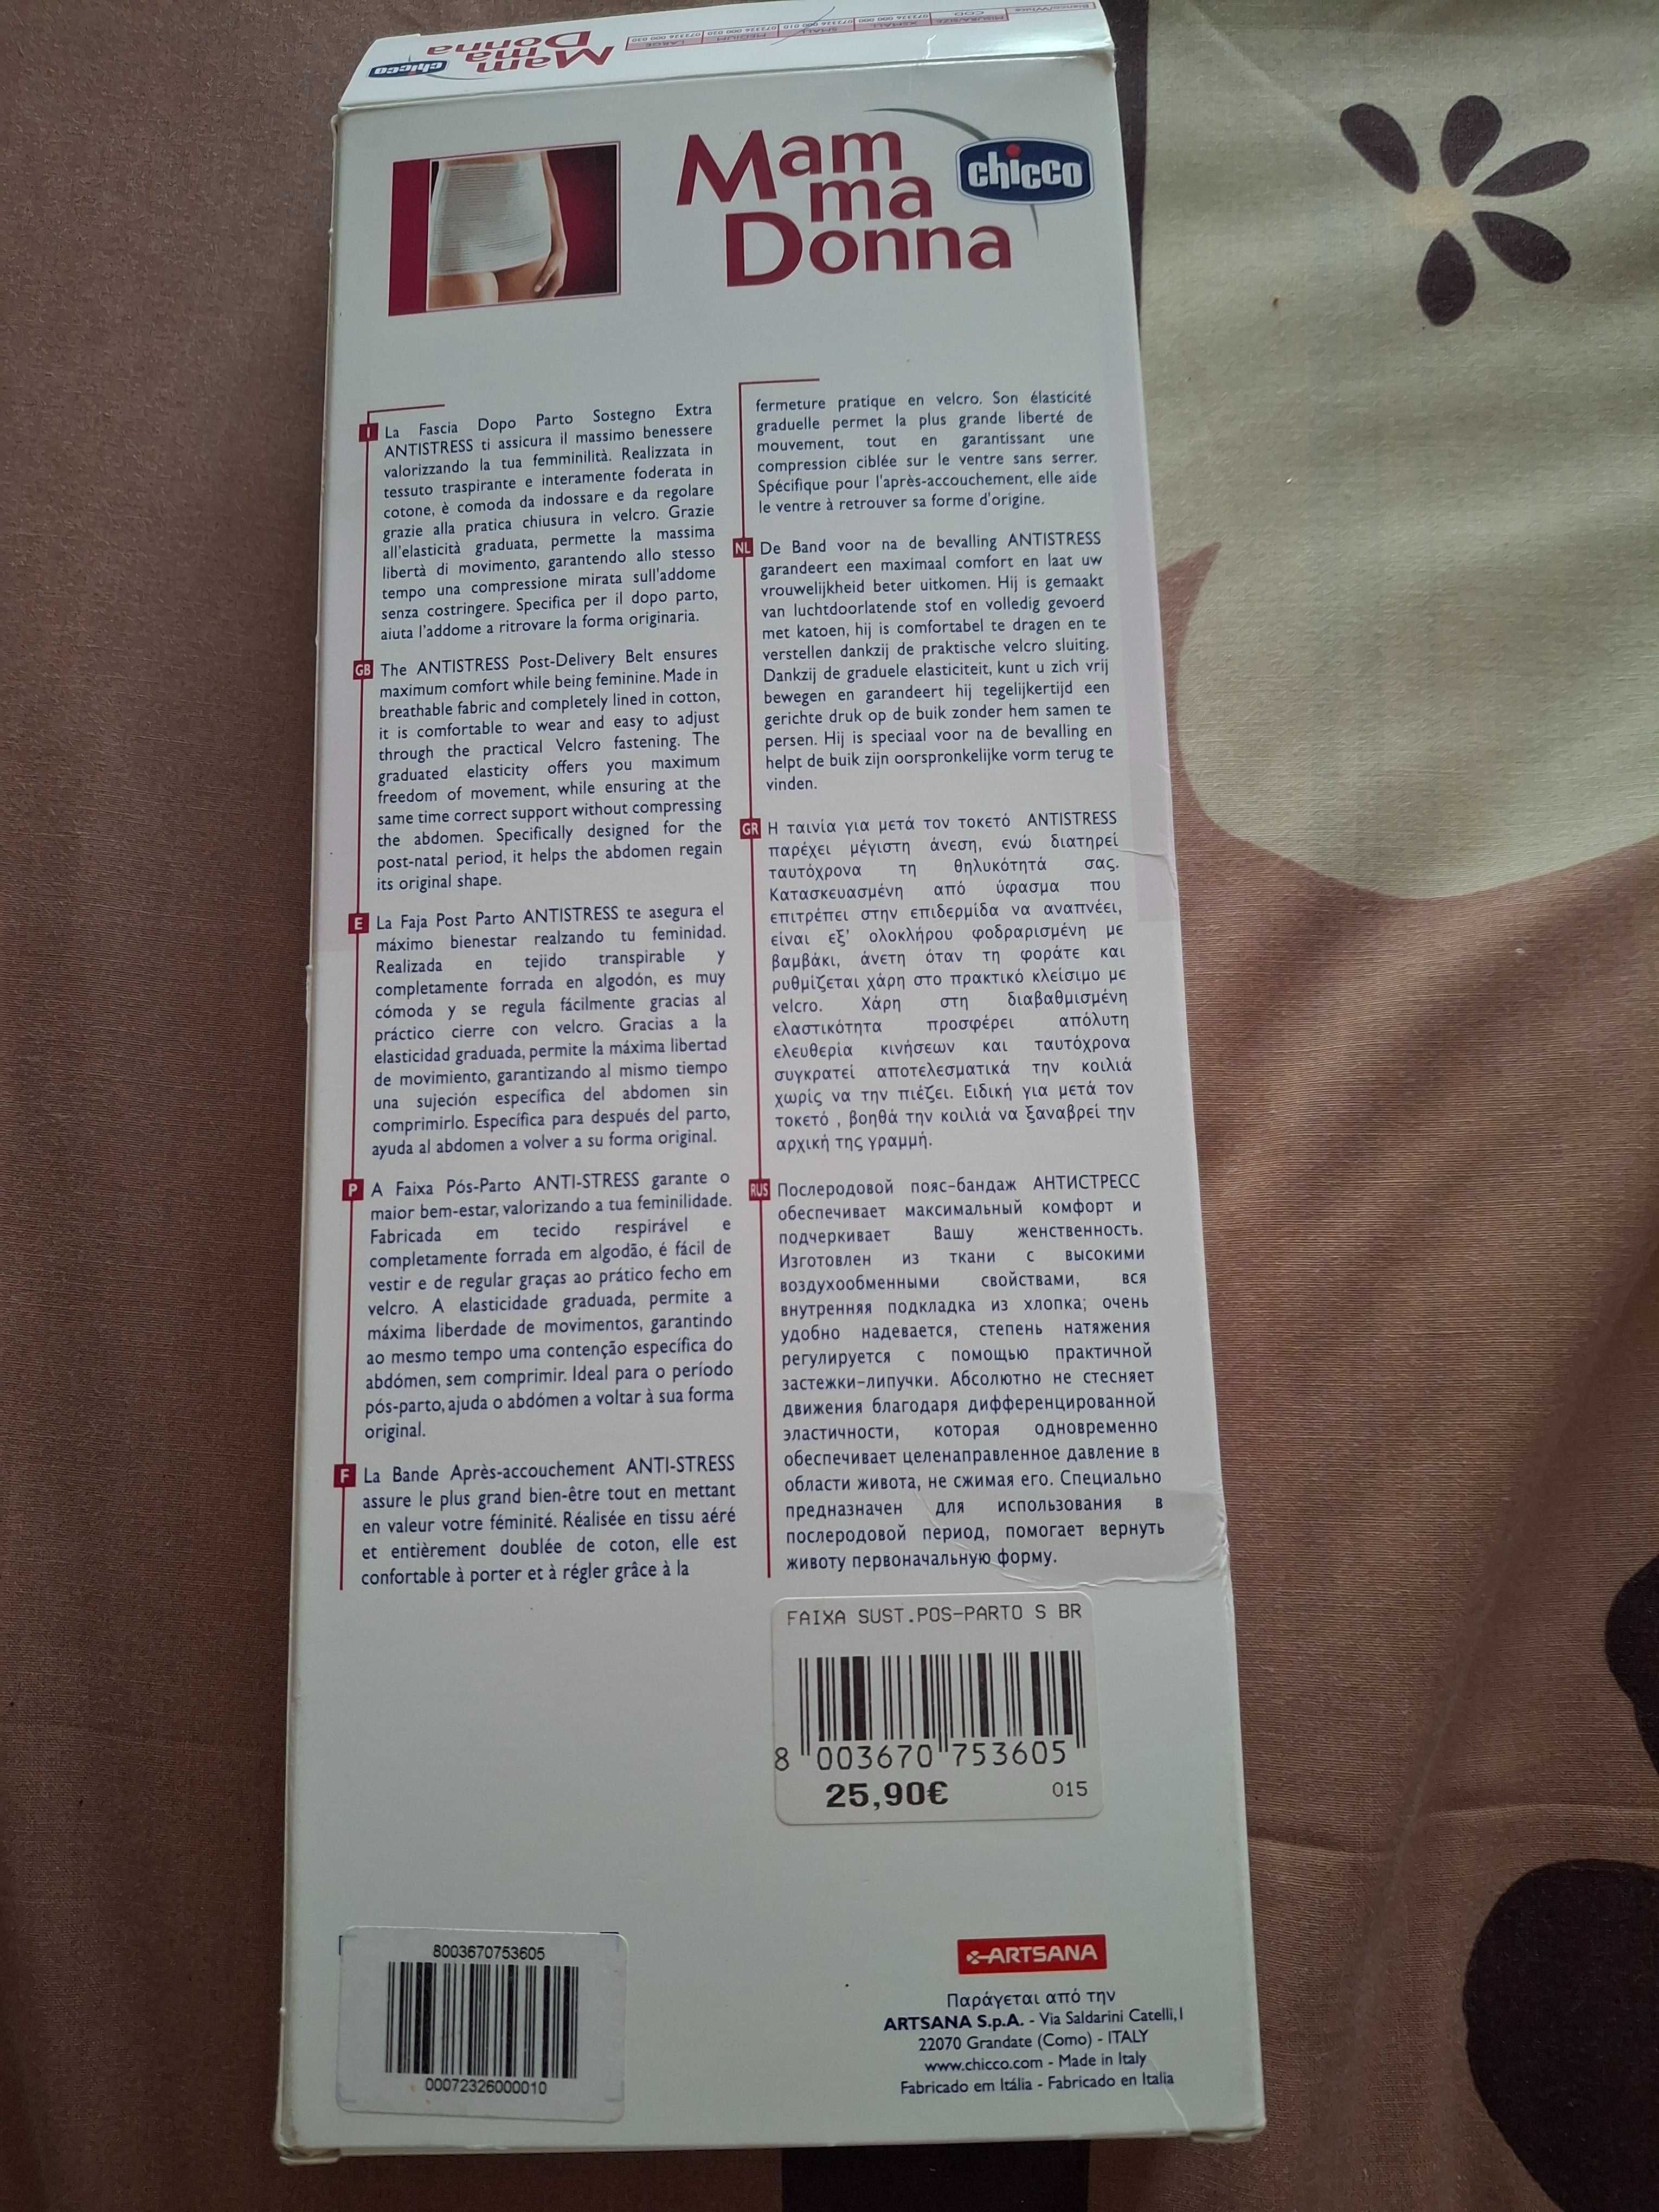 Mam
ma
Donna
chicco
LARGE
MEDIUM
SMALL
XSMALL
COD.
Mam
ma
Donna
chicco
I La Fascia Dopo Parto Sostegno Extra
ANTISTRESS ti assicura il massimo benessere
valorizzando la tua femminilità. Realizzata in
tessuto traspirante e interamente foderata in
cotone, è comoda da indossare e da regolare
grazie alla pratica chiusura in velcro. Grazie
all'elasticità graduata, permette la massima
libertà di movimento, garantendo allo stesso
tempo una compressione mirata sull'addome
senza costringere. Specifica per il dopo parto,
aiuta l'addome a ritrovare la forma originaria.
GB The ANTISTRESS Post-Delivery Belt ensures
maximum comfort while being feminine. Made in
breathable fabric and completely lined in cotton,
it is comfortable to wear and easy to adjust
through the practical Velcro fastening. The
graduated elasticity offers you maximum
freedom of movement, while ensuring at the
same time correct support without compressing
the abdomen. Specifically designed for the
post-natal period, it helps the abdomen regain
its original shape.
E La Faja Post Parto ANTISTRESS te asegura el
máximo bienestar realzando tu feminidad.
Realizada en tejido transpirable y
completamente forrada en algodón, es muy
cómoda y se regula fácilmente gracias al
práctico cierre con velcro. Gracias a la
elasticidad graduada, permite la máxima libertad
de movimiento, garantizando al mismo tiempo
una sujeción específica del abdomen sin
comprimirlo. Específica para después del parto,
ayuda al abdomen a volver a su forma original.
P A Faixa Pós-Parto ANTI-STRESS garante o
maior bem-estar, valorizando a tua feminilidade.
Fabricada em tecido respirável e
completamente forrada em algodão, é fácil de
vestir e de regular graças ao prático fecho em
velcro. A elasticidade graduada, permite a
máxima liberdade de movimentos, garantindo
ao mesmo tempo uma contenção específica do
abdómen, sem comprimir. Ideal para o período
pós-parto, ajuda o abdómen a voltar à sua forma
original.
F La Bande Après-accouchement ANTI-STRESS
assure le plus grand bien-être tout en mettant
en valeur votre féminité. Réalisée en tissu aéré
et entièrement doublée de coton, elle est
confortable à porter et à régler grâce à la
fermeture pratique en velcro. Son élasticité
graduelle permet la plus grande liberté de
mouvement, tout en garantissant une
compression ciblée sur le ventre sans serrer.
Spécifique pour l'après-accouchement, elle aide
le ventre à retrouver sa forme d'origine.
NL De Band voor na de bevalling ANTISTRESS
garandeert een maximaal comfort en laat uw
vrouwelijkheid beter uitkomen. Hij is gemaakt
van luchtdoorlatende stof en volledig gevoerd
met katoen, hij is comfortabel te dragen en te
verstellen dankzij de praktische velcro sluiting.
Dankzij de graduele elasticiteit, kunt u zich vrij
bewegen en garandeert hij tegelijkertijd een
gerichte druk op de buik zonder hem samen te
persen. Hij is speciaal voor na de bevalling en
helpt de buik zijn oorspronkelijke vorm terug te
vinden.
GR Η ταινία για μετά τον τοκετό ANTISTRESS
παρέχει μέγιστη άνεση, ενώ διατηρεί
ταυτόχρονα τη θηλυκότητά σας.
Κατασκευασμένη από ύφασμα που
επιτρέπει στην επιδερμίδα να αναπνέει,
είναι εξ' ολοκλήρου φοδραρισμένη με
βαμβάκι, άνετη όταν τη φοράτε και
ρυθμίζεται χάρη στο πρακτικό κλείσιμο με
velcro. Χάρη στη διαβαθμισμένη
ελαστικότητα προσφέρει απόλυτη
ελευθερία κινήσεων και ταυτόχρονα
συγκρατεί αποτελεσματικά την κοιλιά
χωρίς να την πιέζει. Ειδική για μετά τον
τοκετό , βοηθά την κοιλιά να ξαναβρεί την
αρχική της γραμμή.
RUS Послеродовой пояс-бандаж АНТИСТРЕСС
обеспечивает максимальный комфорт и
подчеркивает Вашу женственность.
Изготовлен из ткани с высокими
воздухообменными свойствами, вся
внутренняя подкладка из хлопка; очень
удобно надевается, степень натяжения
регулируется с помощью практичной
застежки-липучки. Абсолютно не стесняет
движения благодаря дифференцированной
эластичности, которая одновременно
обеспечивает целенаправленное давление в
области живота, не сжимая его. Специально
предназначен для использования в
послеродовой период, помогает вернуть
животу первоначальную форму.
FAIXA SUST.POS-PARTO S BR
8 003670 753605
25,90€ 015
8003670753605
00072326000010
ARTSANA
Παράγεται από την
ARTSANA S.p.A. - Via Saldarini Catelli,1
22070 Grandate (Como) - ITALY
www.chicco.com - Made in Italy
Fabricado em Itália - Fabricado en Italia